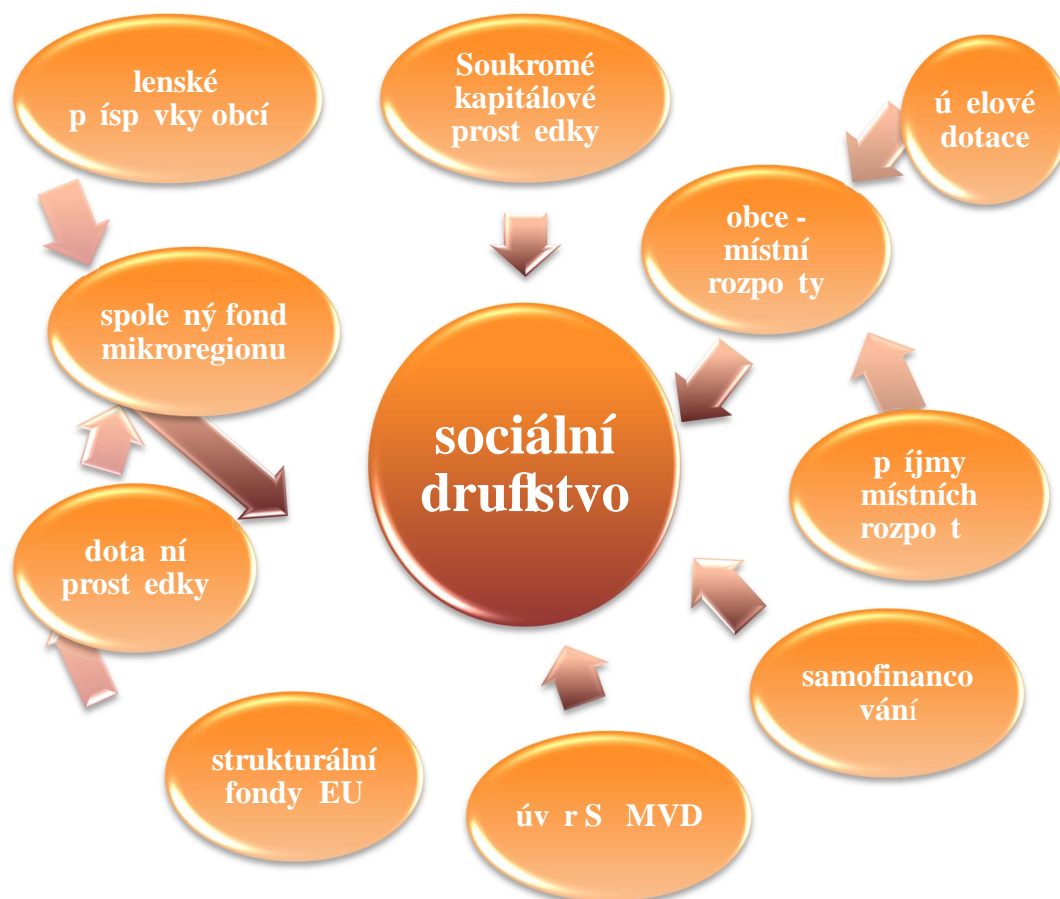 lenské
p ísp vky obcí
Soukromé
kapitálové
prost edky
ú elové
dotace
obce -
místní
rozpo ty
spole ný fond
mikroregionu
sociální
drufistvo
p íjmy
místních
rozpo t
dota ní
prost edky
samofinanco
vání
strukturální
fondy EU
úv r S MVD